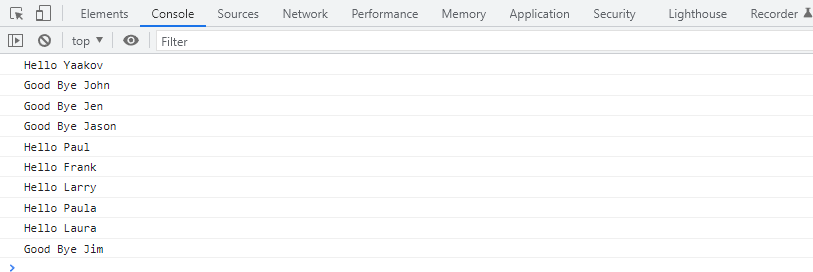 Elements Console Sources Network Performance Memory Application Security Lighthouse Recorder
top Filter
Hello Yaakov
Good Bye John
Good Bye Jen
Good Bye Jason
Hello Paul
Hello Frank
Hello Larry
Hello Paula
Hello Laura
Good Bye Jim